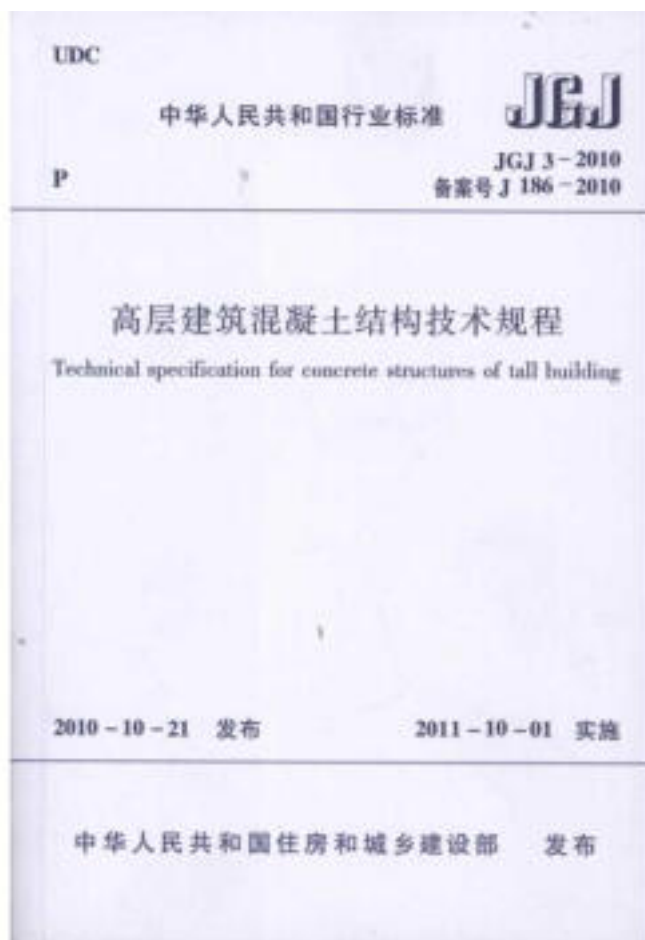 UDC
中华人民共和国行业标准
JGJ
P
JGJ 3－2010
备案号 J 186－2010
高层建筑混凝土结构技术规程
Technical specification for concrete structures of tall building
2010－10－21 发布
2011－10－01 实施
中华人民共和国住房和城乡建设部 发布